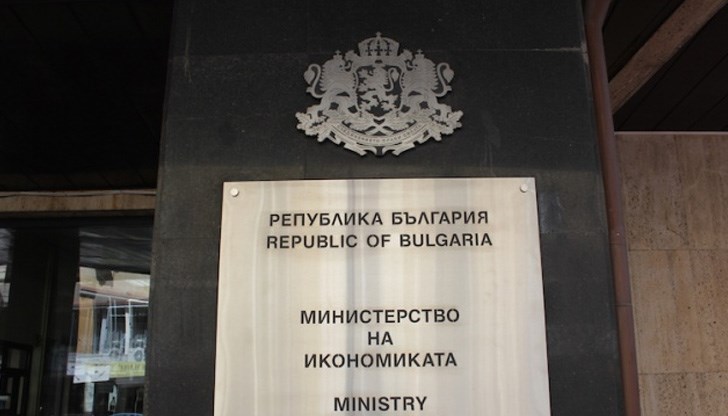 РЕПУБЛИКА БЪЛГАРИЯ
REPUBLIC OF BULGARIA
МИНИСТЕРСТВО
НА
ИКОНОМИКАТА
MINISTRY